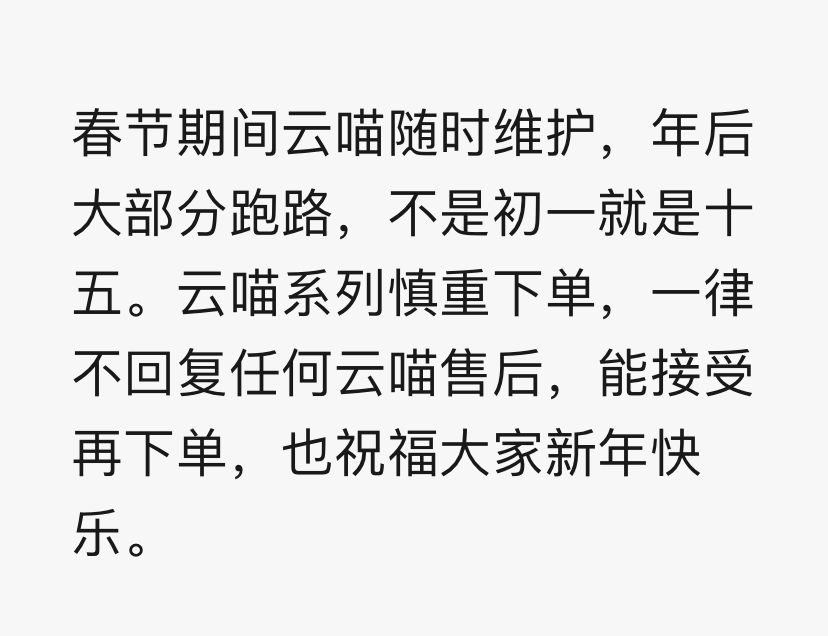 春节期间云喵随时维护，年后
大部分跑路，不是初一就是十
五。云喵系列慎重下单，一律
不回复任何云喵售后，能接受
再下单，也祝福大家新年快
乐。